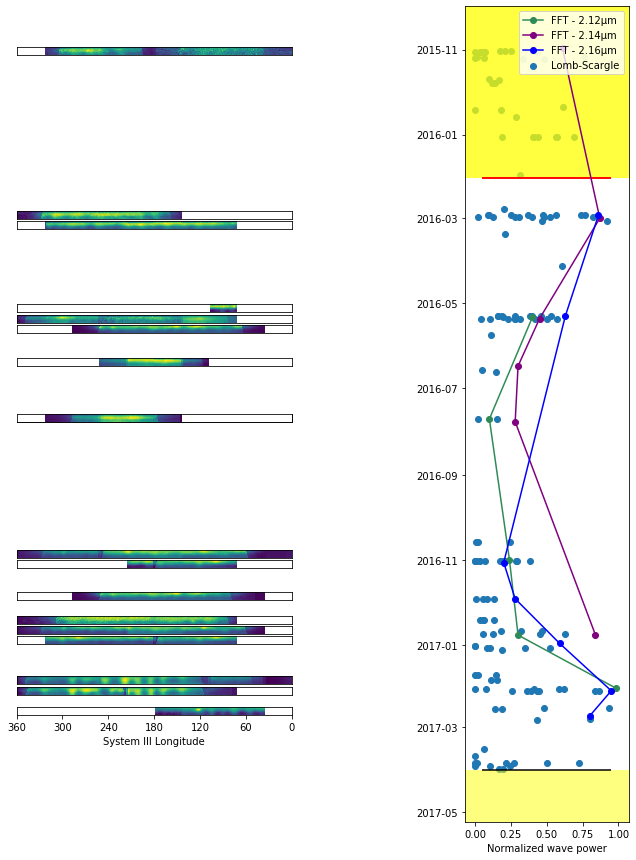 FFT - 2.12μm
FFT - 2.14μm
FFT - 2.16μm
Lomb-Scargle
2015-11
2016-01
2016-03
2016-05
2016-07
2016-09
2016-11
2017-01
2017-03
2017-05
360 300 240 180 120 60 0
System III Longitude
0.00 0.25 0.50 0.75 1.00
Normalized wave power